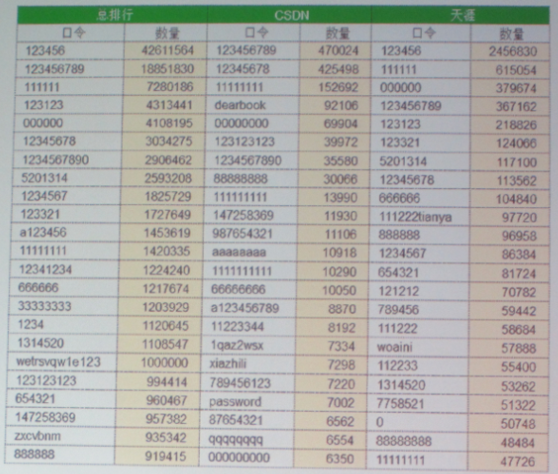 总排行 CSDN 天涯
口令 数量 口令 数量 口令 数量
123456 42611564 123456789 470024 123456 2456830
123456789 18851830 12345678 425498 111111 615054
111111 7280186 11111111 152692 000000 379674
123123 4313441 dearbook 92106 123456789 367162
000000 4108195 00000000 69904 123123 218826
12345678 3034275 123123123 39972 123321 124066
1234567890 2906462 1234567890 35580 5201314 117100
5201314 2593208 88888888 30066 12345678 113562
1234567 1825729 111111111 13990 666666 104840
123321 1727649 147258369 11930 111222tianya 97720
a123456 1453619 987654321 11106 888888 96958
11111111 1420335 aaaaaaaa 10918 1234567 86384
12341234 1224240 1111111111 10290 654321 81724
666666 1217674 66666666 10050 121212 70782
33333333 1203929 a123456789 8870 789456 59442
1234 1120645 11223344 8192 111222 58684
1314520 1108547 1qaz2wsx 7334 woaini 57888
wetrsvqw1e123 1000000 xiazhili 7298 112233 55400
123123123 994414 789456123 7220 1314520 53262
654321 960467 password 7002 7758521 51322
147258369 957382 87654321 6562 0 50748
zxcvbnm 935342 qqqqqqqq 6554 88888888 48484
888888 919415 000000000 6350 11111111 47726